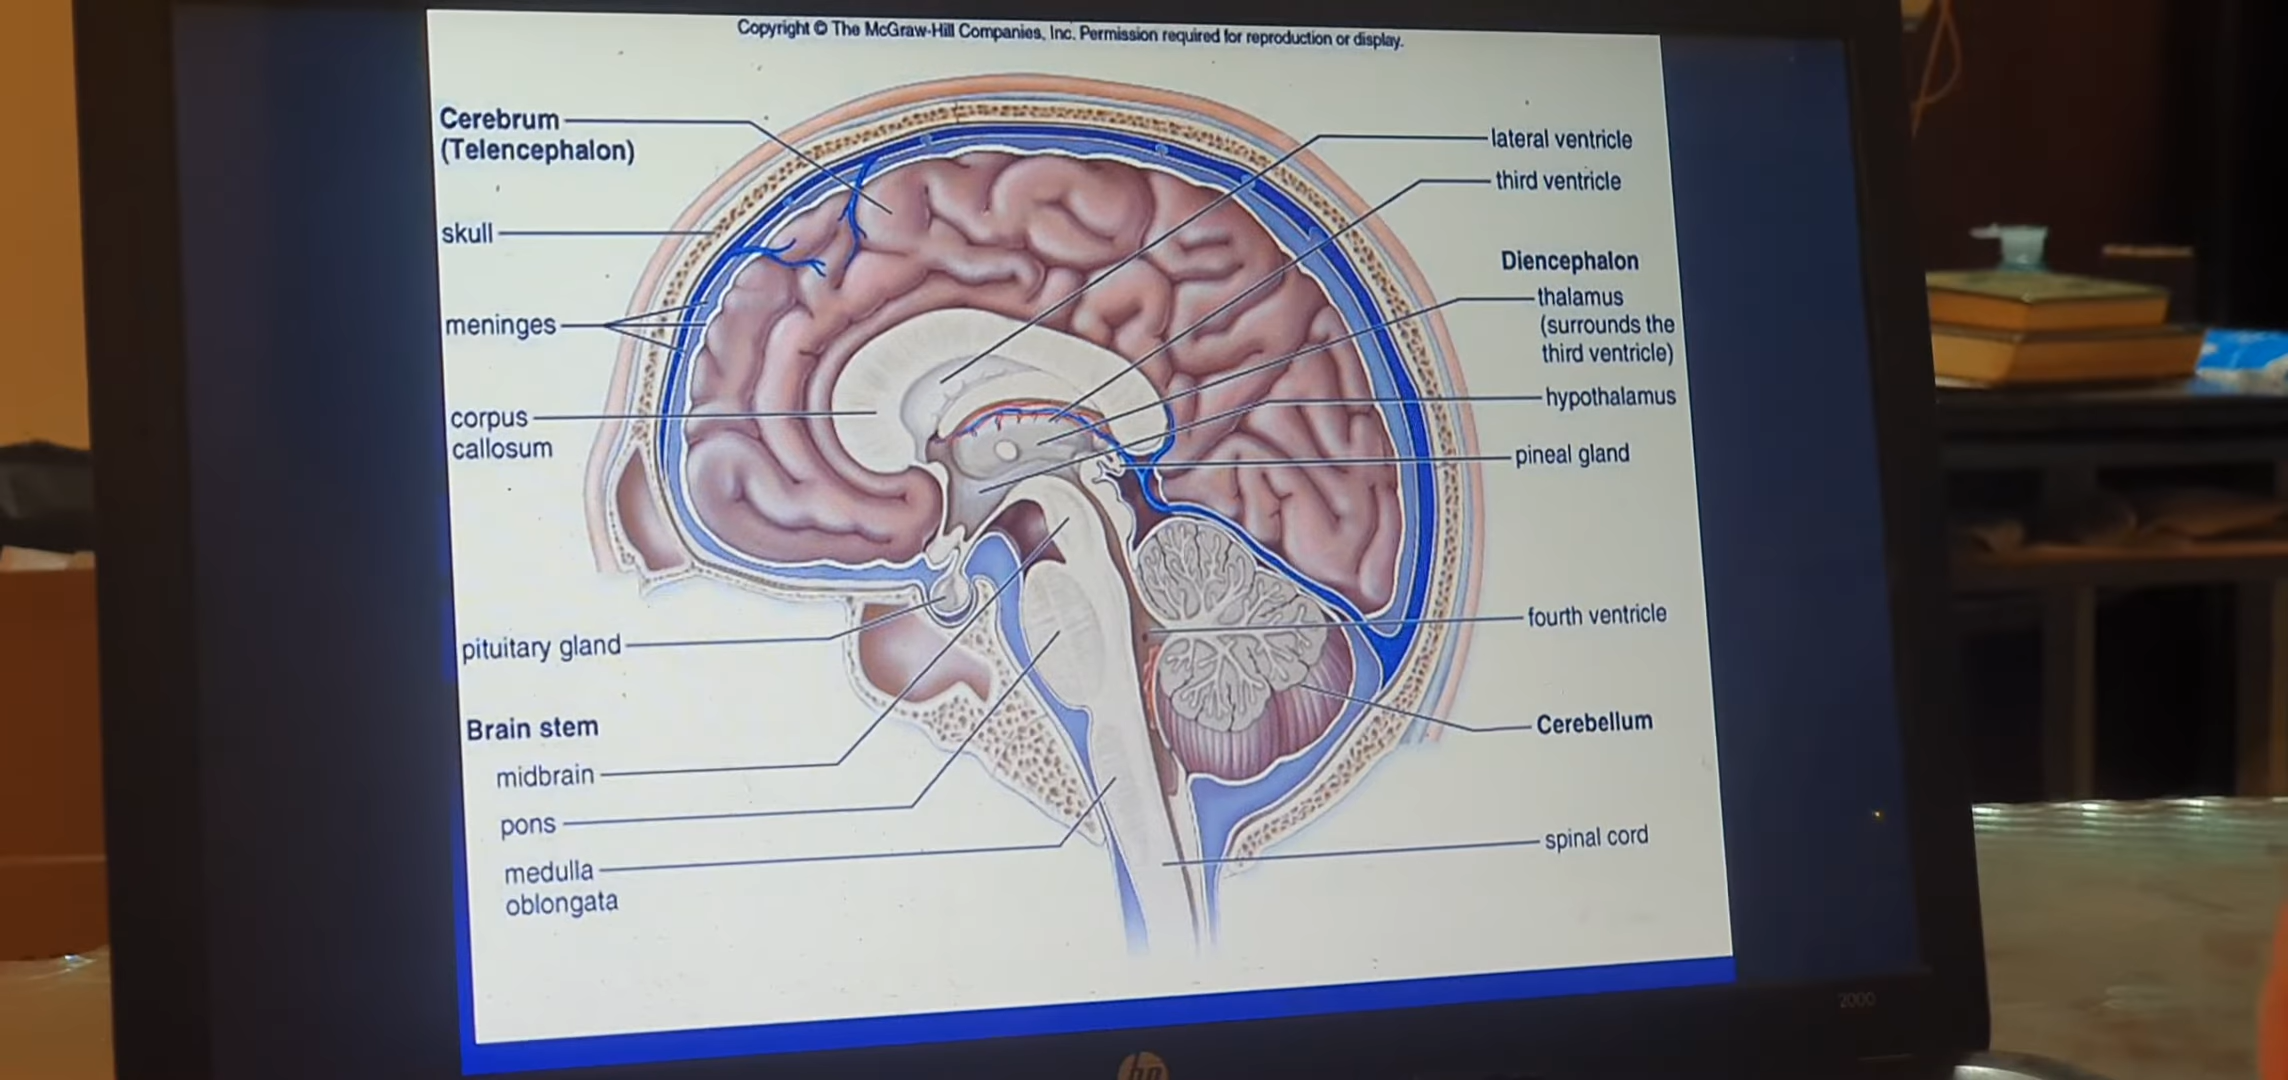 Copyright © The McGraw-Hill Companies, Inc. Permission required for reproduction or display.
Cerebrum
(Telencephalon)
skull
meninges
corpus
callosum
pituitary gland
Brain stem
midbrain
pons
medulla
oblongata
lateral ventricle
third ventricle
Diencephalon
thalamus
(surrounds the
third ventricle)
hypothalamus
pineal gland
fourth ventricle
Cerebellum
spinal cord
2000
hp